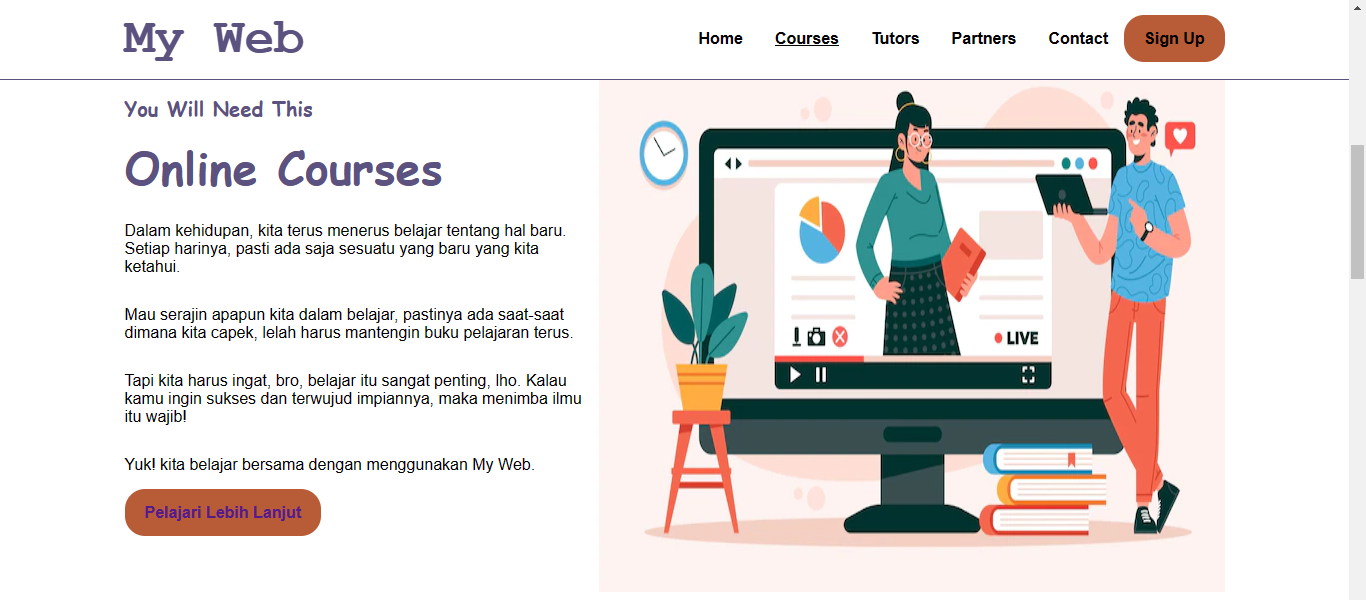 My Web
Home Courses Tutors Partners Contact Sign Up
You Will Need This
Online Courses
Dalam kehidupan, kita terus menerus belajar tentang hal baru.
Setiap harinya, pasti ada saja sesuatu yang baru yang kita
ketahui.
Mau serajin apapun kita dalam belajar, pastinya ada saat-saat
dimana kita capek, lelah harus mantengin buku pelajaran terus.
Tapi kita harus ingat, bro, belajar itu sangat penting, lho. Kalau
kamu ingin sukses dan terwujud impiannya, maka menimba ilmu
itu wajib!
Yuk! kita belajar bersama dengan menggunakan My Web.
Pelajari Lebih Lanjut
LIVE